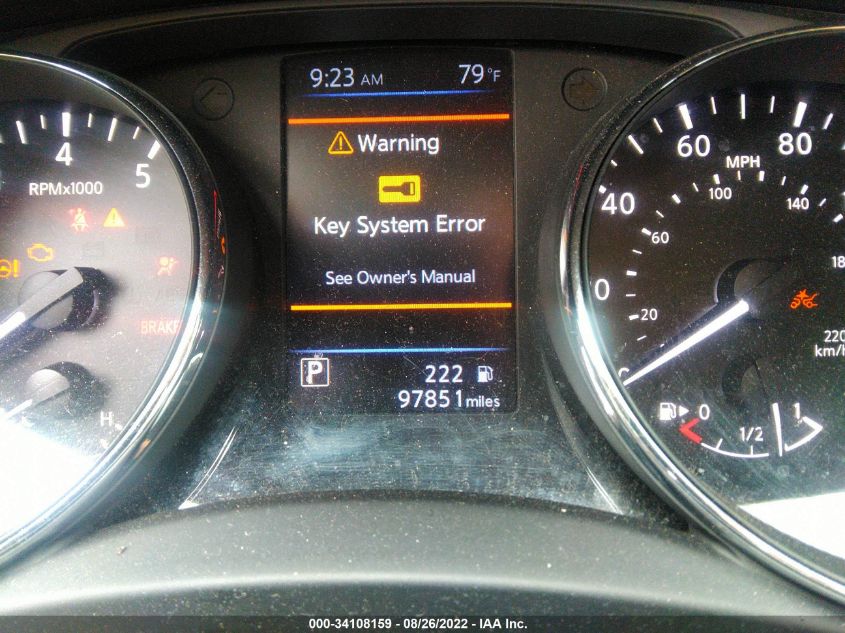 9:23 AM 79°F
Warning
Key System Error
See Owner's Manual
P 222
97851 miles
4 5
RPMx1000
BRAKE
H
40 60 80
MPH
20 60 100 140
220
km/h
0 1/2 1
000-34108159 - 08/26/2022 - IAA Inc.